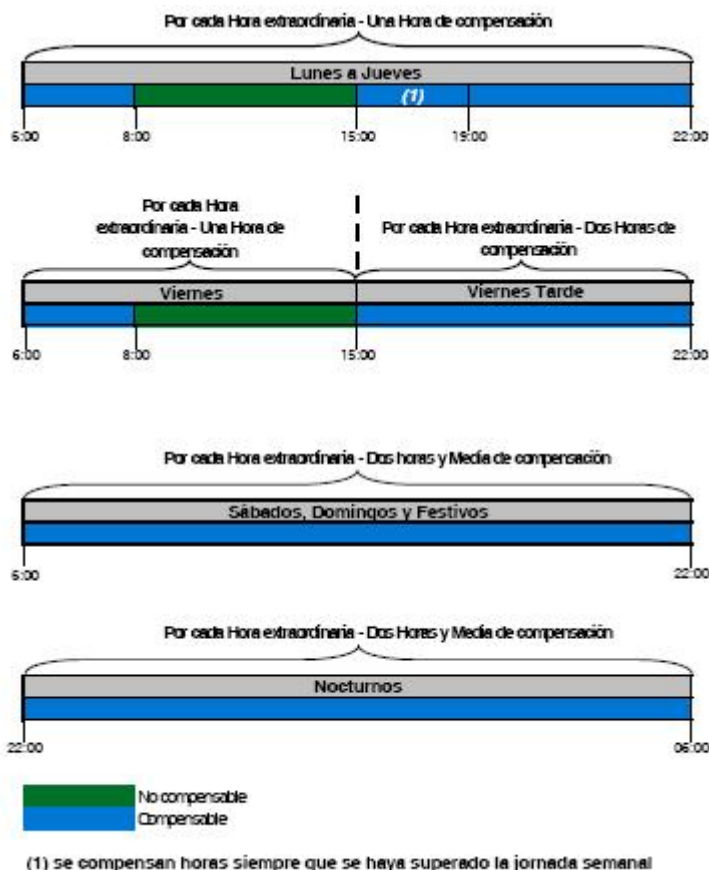 Por cada Hora extraordinaria - Una Hora de compensación
Lunes a Jueves
(1)
6:00 8:00 15:00 19:00 22:00
Por cada Hora
extraordinaria - Una Hora de
compensación
Por cada Hora extraordinaria - Dos Horas de
compensación
Viernes Viernes Tarde
6:00 8:00 15:00 22:00
Por cada Hora extraordinaria - Dos horas y Media de compensación
Sábados, Domingos y Festivos
6:00 22:00
Por cada Hora extraordinaria - Dos Horas y Media de compensación
Nocturnos
22:00 06:00
No compensable
Compensable
(1) se compensan horas siempre que se haya superado la jornada semanal